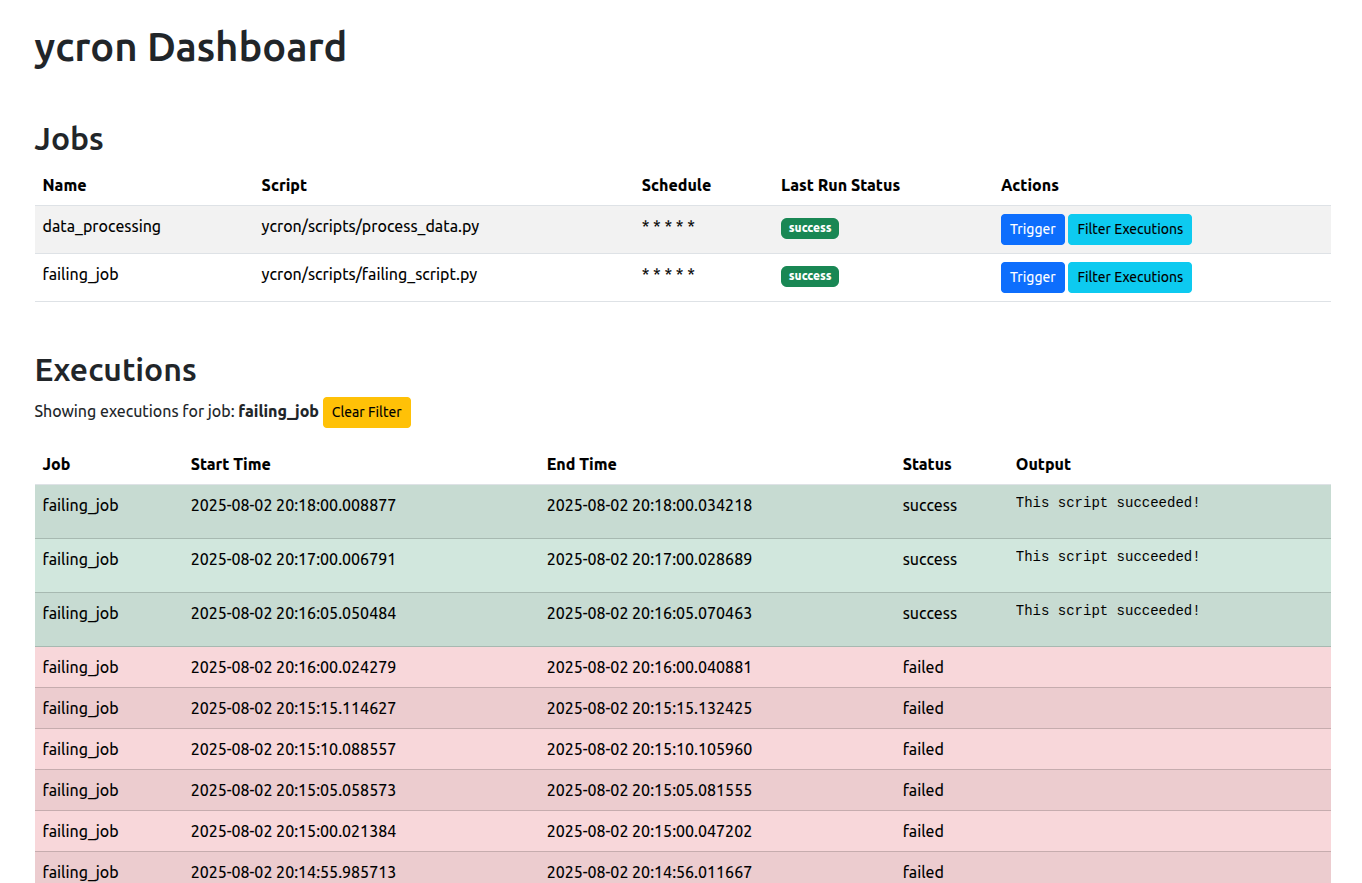 ycron Dashboard
Jobs
Name Script Schedule Last Run Status Actions
data_processing ycron/scripts/process_data.py * * * * * success Trigger Filter Executions
failing_job ycron/scripts/failing_script.py * * * * * success Trigger Filter Executions
Executions
Showing executions for job: failing_job Clear Filter
Job Start Time End Time Status Output
failing_job 2025-08-02 20:18:00.008877 2025-08-02 20:18:00.034218 success This script succeeded!
failing_job 2025-08-02 20:17:00.006791 2025-08-02 20:17:00.028689 success This script succeeded!
failing_job 2025-08-02 20:16:05.050484 2025-08-02 20:16:05.070463 success This script succeeded!
failing_job 2025-08-02 20:16:00.024279 2025-08-02 20:16:00.040881 failed
failing_job 2025-08-02 20:15:15.114627 2025-08-02 20:15:15.132425 failed
failing_job 2025-08-02 20:15:10.088557 2025-08-02 20:15:10.105960 failed
failing_job 2025-08-02 20:15:05.058573 2025-08-02 20:15:05.081555 failed
failing_job 2025-08-02 20:15:00.021384 2025-08-02 20:15:00.047202 failed
failing_job 2025-08-02 20:14:55.985713 2025-08-02 20:14:56.011667 failed